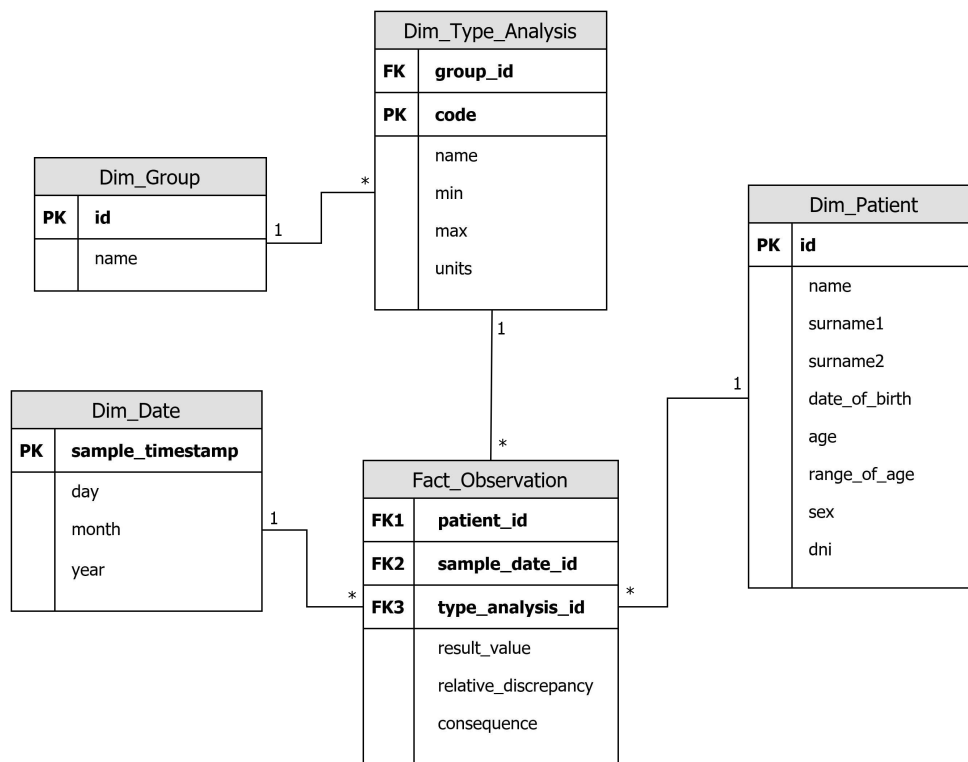 Dim_Type_Analysis
FK group_id
PK code
name
min
max
units
Dim_Group
PK id
name
1
*
Dim_Patient
PK id
name
surname1
surname2
date_of_birth
age
range_of_age
sex
dni
1
*
1
*
Dim_Date
PK sample_timestamp
day
month
year
1
*
Fact_Observation
FK1 patient_id
FK2 sample_date_id
FK3 type_analysis_id
result_value
relative_discrepancy
consequence